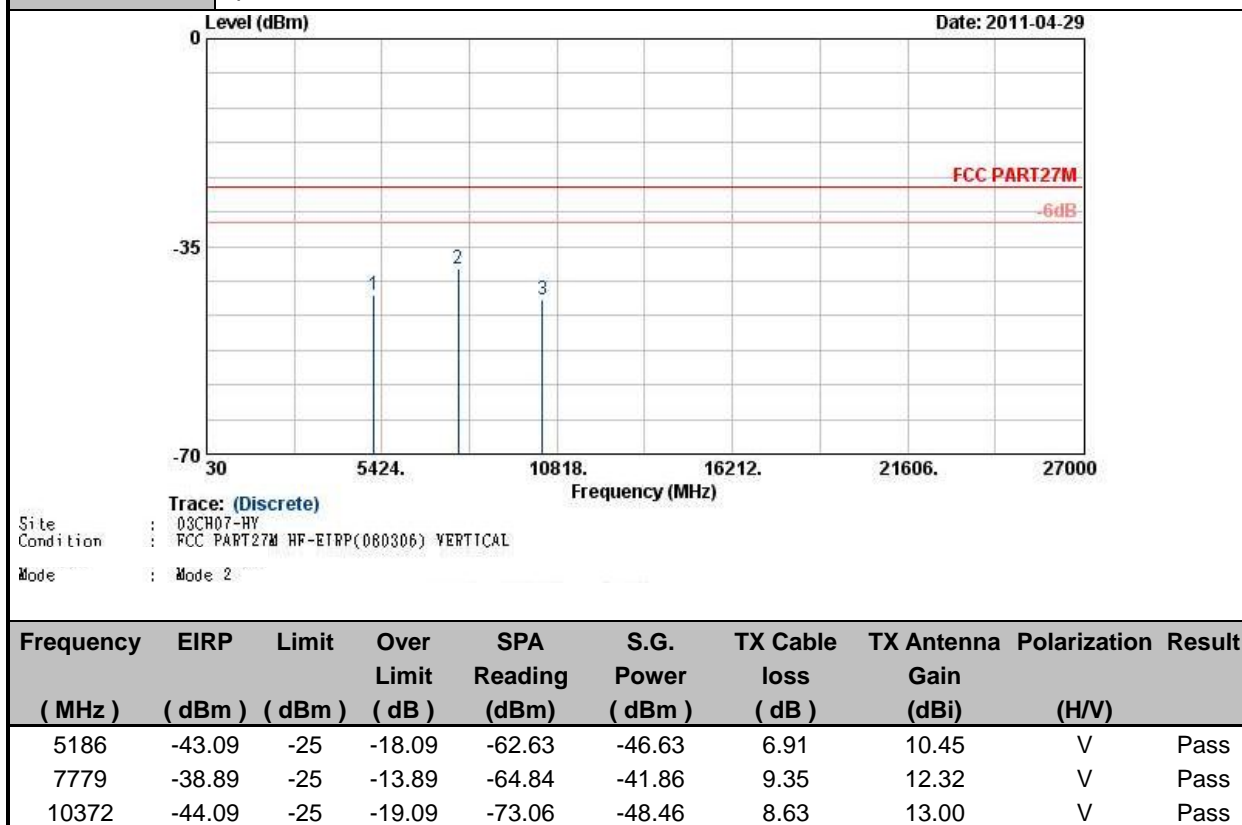 Level (dBm)
Date: 2011-04-29
0
FCC PART27M
-6dB
-35
2
1
3
-70
30 5424. 10818. 16212. 21606. 27000
Frequency (MHz)
Trace: (Discrete)
Site : 03CH07-HY
Condition : FCC PART27M HF-EIRP(080306) VERTICAL
Mode : Mode 2
Frequency EIRP Limit Over SPA S.G. TX Cable TX Antenna Polarization Result
Limit Reading Power loss Gain
( MHz ) ( dBm ) ( dBm ) ( dB ) (dBm) ( dBm ) ( dB ) (dBi) (H/V)
5186 -43.09 -25 -18.09 -62.63 -46.63 6.91 10.45 V Pass
7779 -38.89 -25 -13.89 -64.84 -41.86 9.35 12.32 V Pass
10372 -44.09 -25 -19.09 -73.06 -48.46 8.63 13.00 V Pass